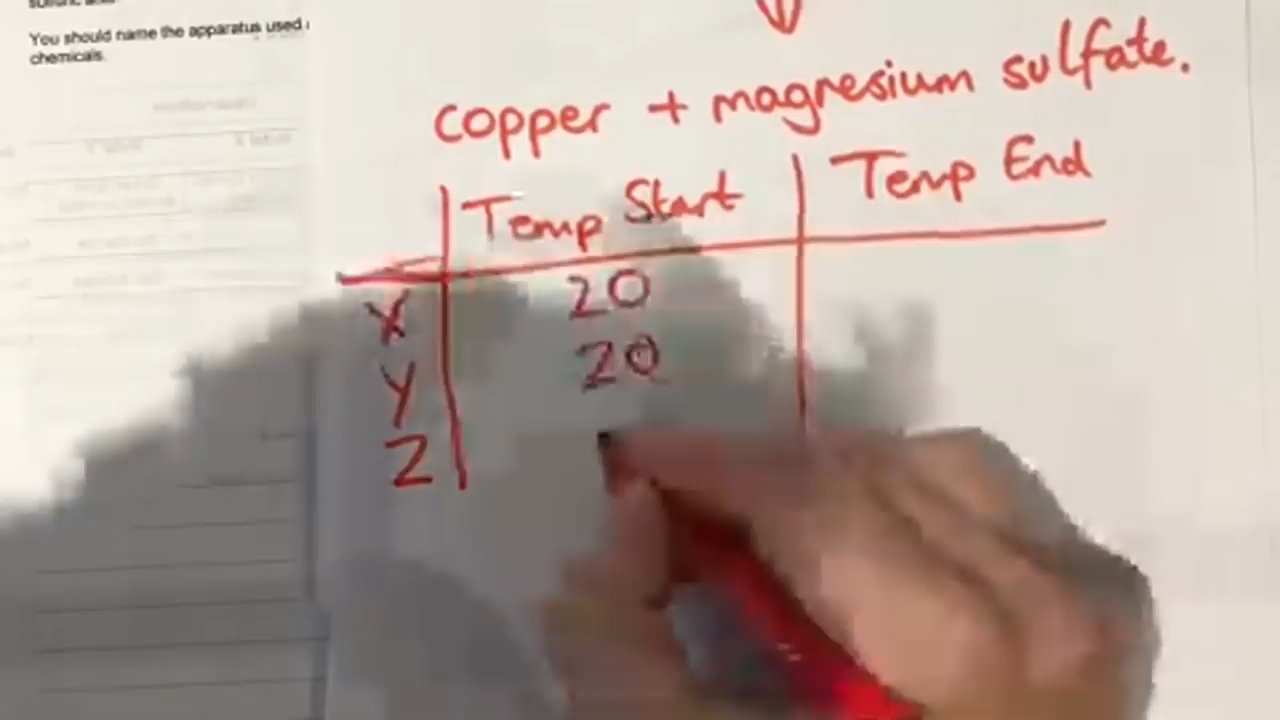 You should name the apparatus used
chemicals.
copper + magnesium sulfate.
Temp Start Temp End
X 20
Y 20
Z